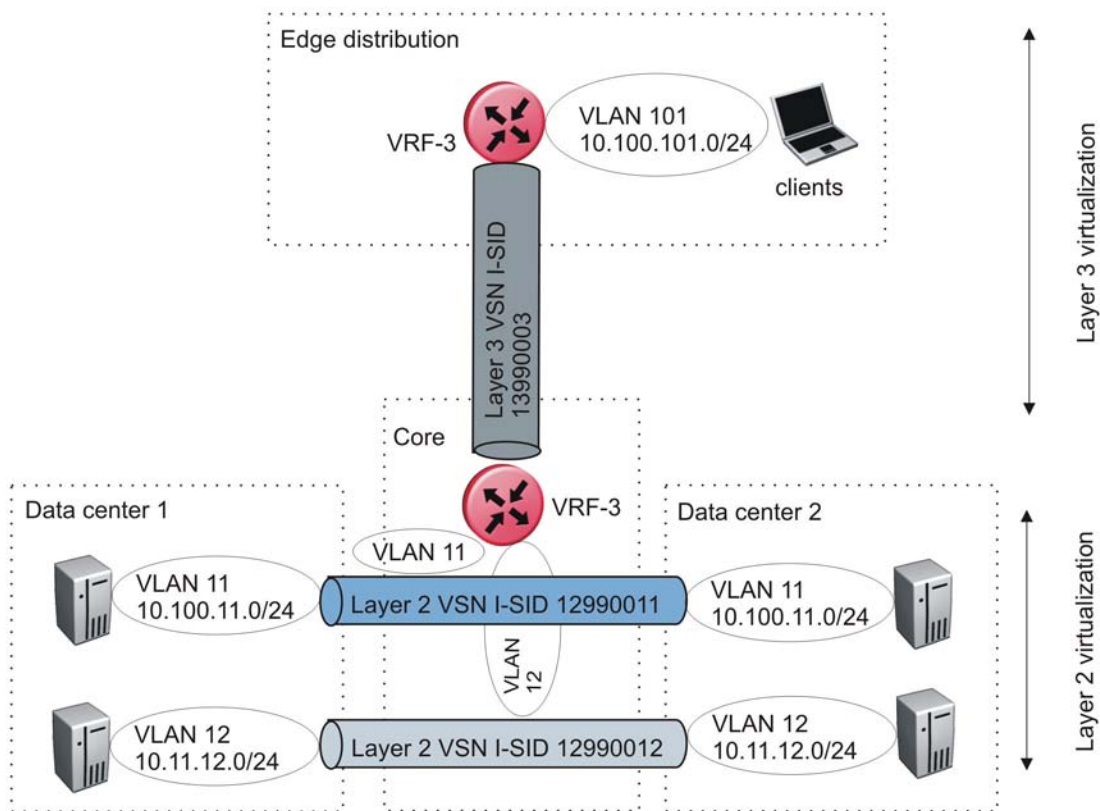 Edge distribution
VRF-3
VLAN 101
10.100.101.0/24
clients
Layer 3 VSN I-SID
13990003
Layer 3 virtualization
Core
VRF-3
Data center 1
Data center 2
VLAN 11
VLAN 11
10.100.11.0/24
Layer 2 VSN I-SID 12990011
VLAN 11
10.100.11.0/24
VLAN
12
VLAN 12
10.11.12.0/24
Layer 2 VSN I-SID 12990012
VLAN 12
10.11.12.0/24
Layer 2 virtualization